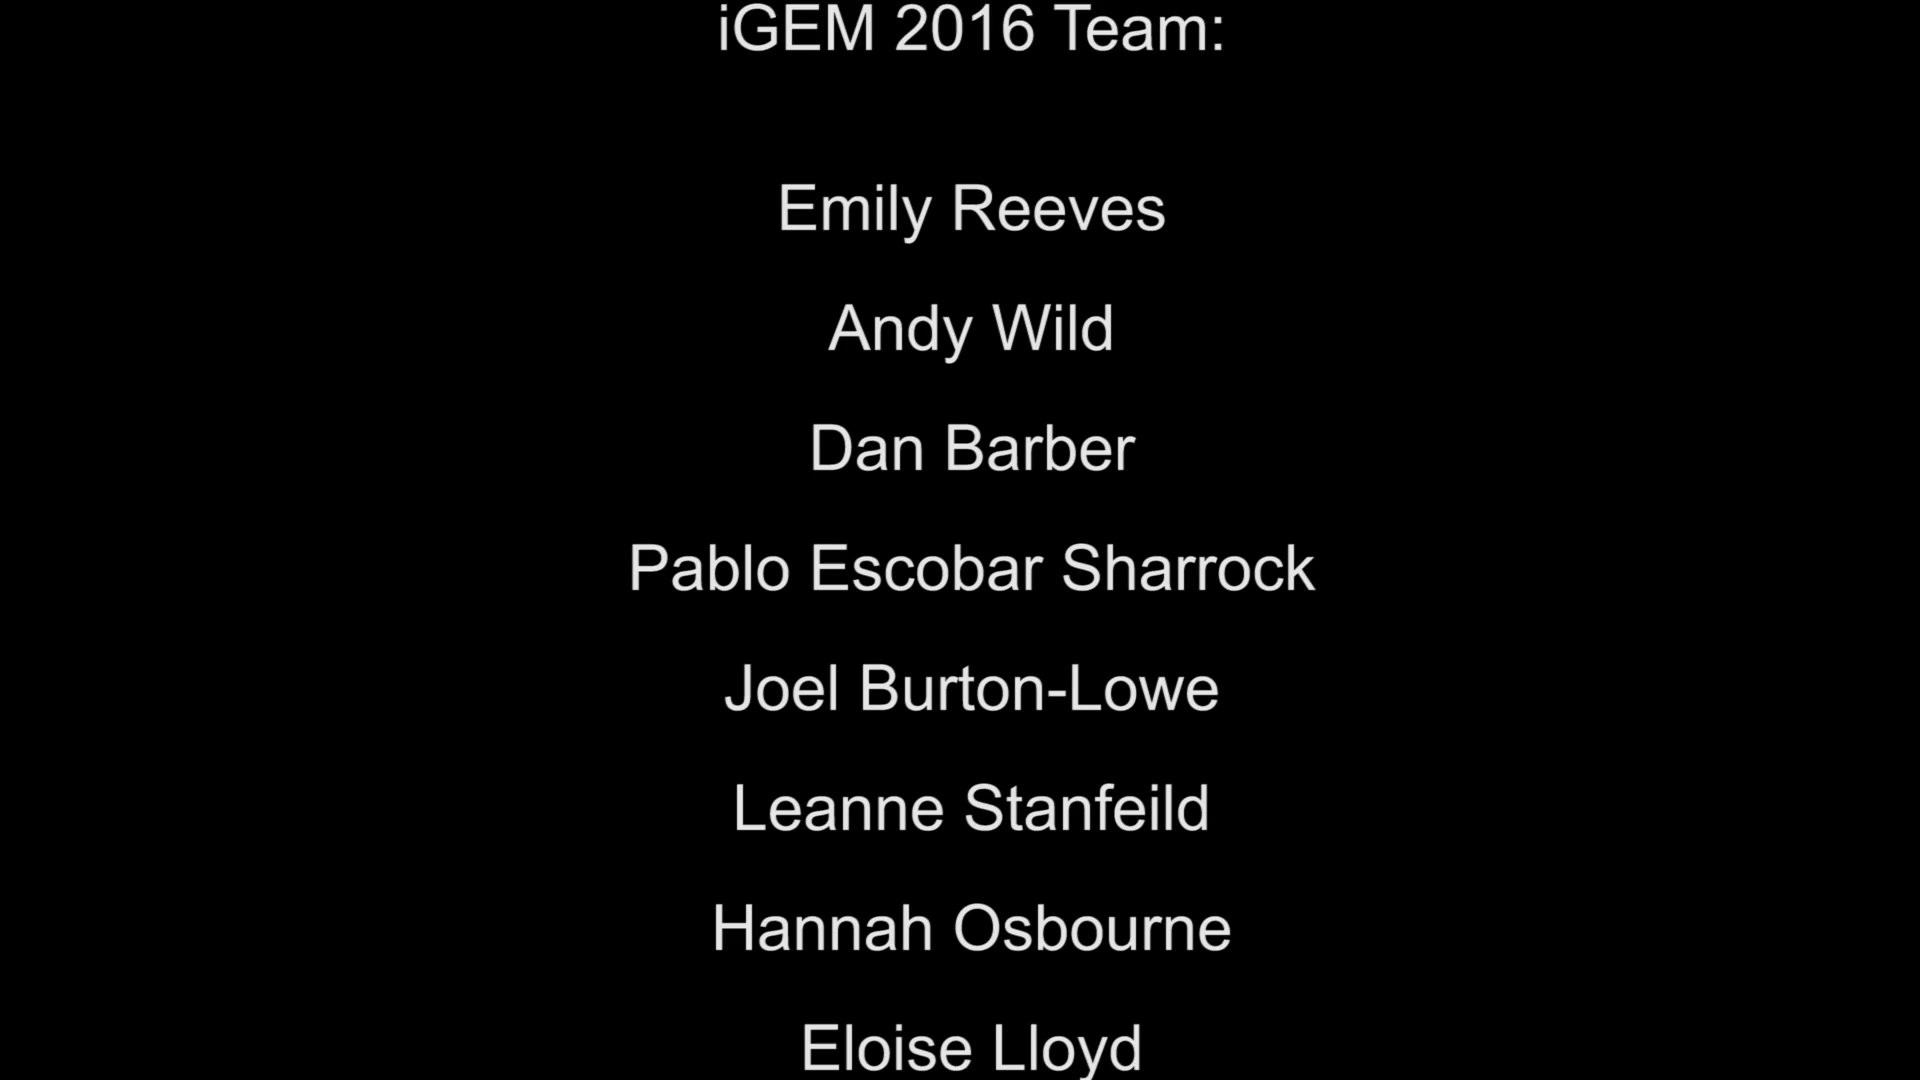 iGEM 2016 Team:
Emily Reeves
Andy Wild
Dan Barber
Pablo Escobar Sharrock
Joel Burton-Lowe
Leanne Stanfeild
Hannah Osbourne
Eloise Lloyd